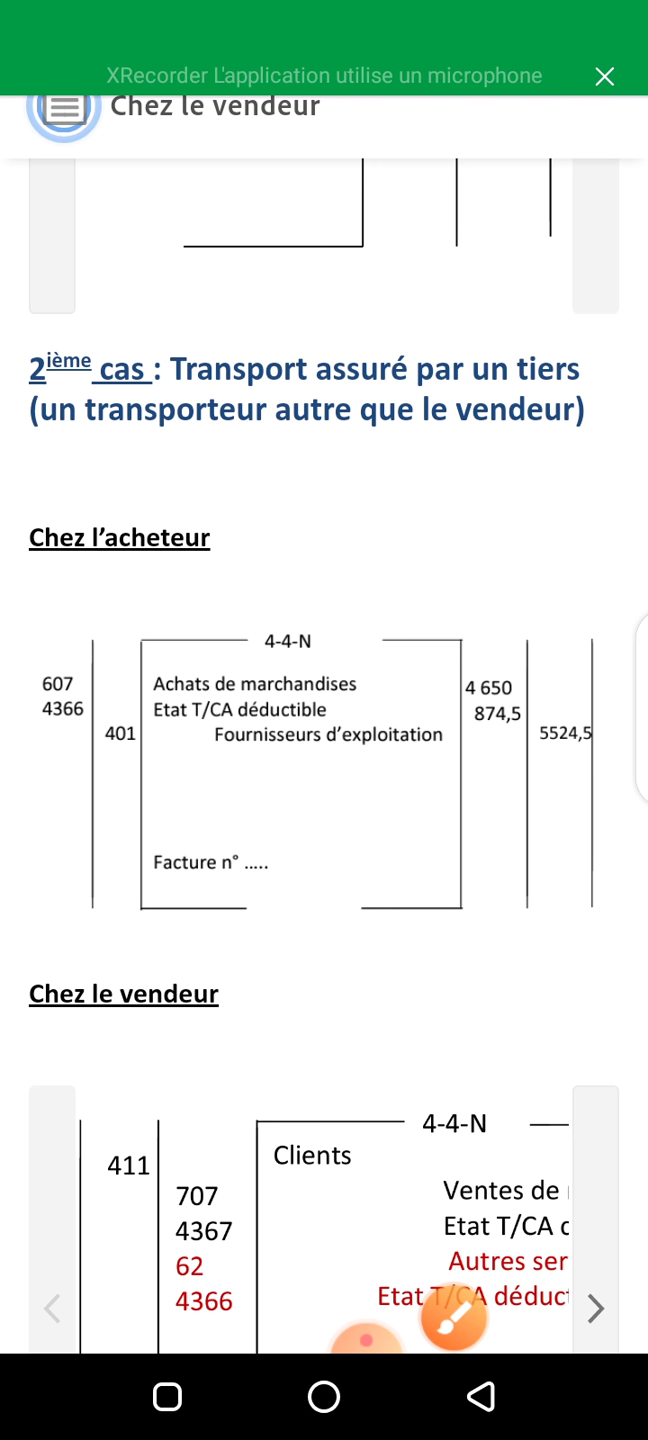 XRecorder L'application utilise un microphone
Chez le vendeur
2ième cas : Transport assuré par un tiers
(un transporteur autre que le vendeur)
Chez l’acheteur
4-4-N
607 Achats de marchandises 4 650
4366 Etat T/CA déductible 874,5
401 Fournisseurs d’exploitation 5524,5
Facture n° .....
Chez le vendeur
4-4-N
411 Clients
707 Ventes de
4367 Etat T/CA
62 Autres ser
4366 Etat T/CA déduct